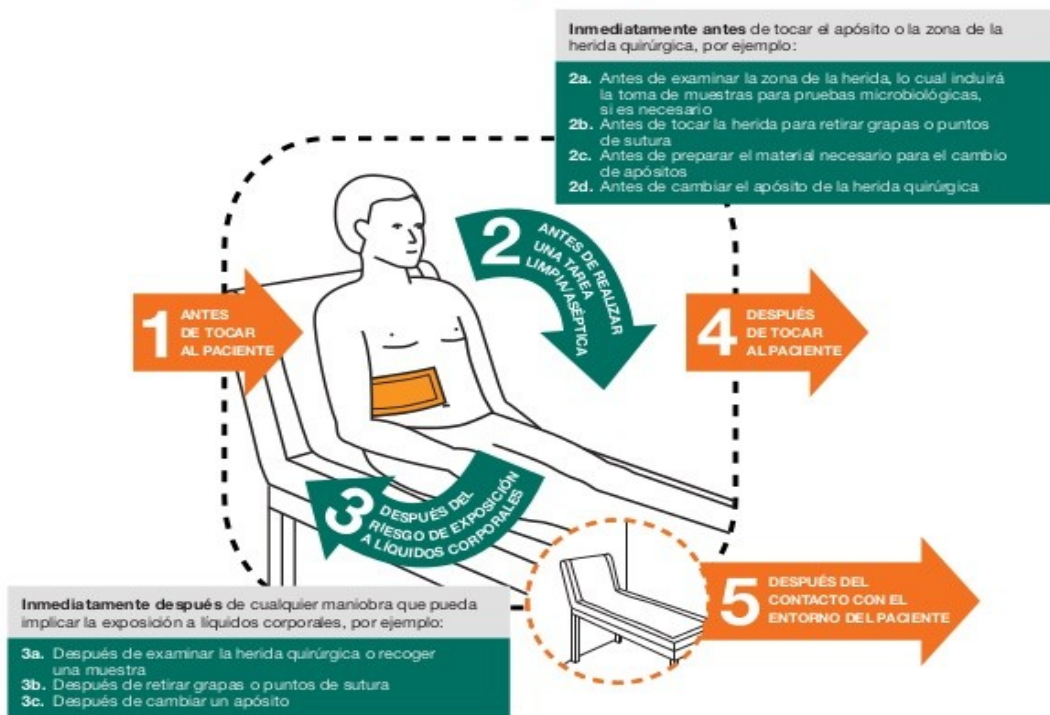 Inmediatamente antes de tocar el apósito o la zona de la
herida quirúrgica, por ejemplo:
2a. Antes de examinar la zona de la herida, lo cual incluirá
la toma de muestras para pruebas microbiológicas,
si es necesario
2b. Antes de tocar la herida para retirar grapas o puntos
de sutura
2c. Antes de preparar el material necesario para el cambio
de apósitos
2d. Antes de cambiar el apósito de la herida quirúrgica
1 ANTES
DE TOCAR
AL PACIENTE
2 ANTES DE REALIZAR
UNA TAREA
LIMPIA/ASÉPTICA
4 DESPUÉS
DE TOCAR
AL PACIENTE
3 DESPUÉS DEL
RIESGO DE EXPOSICIÓN
A LÍQUIDOS CORPORALES
5 DESPUÉS DEL
CONTACTO CON EL
ENTORNO DEL PACIENTE
Inmediatamente después de cualquier maniobra que pueda
implicar la exposición a líquidos corporales, por ejemplo:
3a. Después de examinar la herida quirúrgica o recoger
una muestra
3b. Después de retirar grapas o puntos de sutura
3c. Después de cambiar un apósito